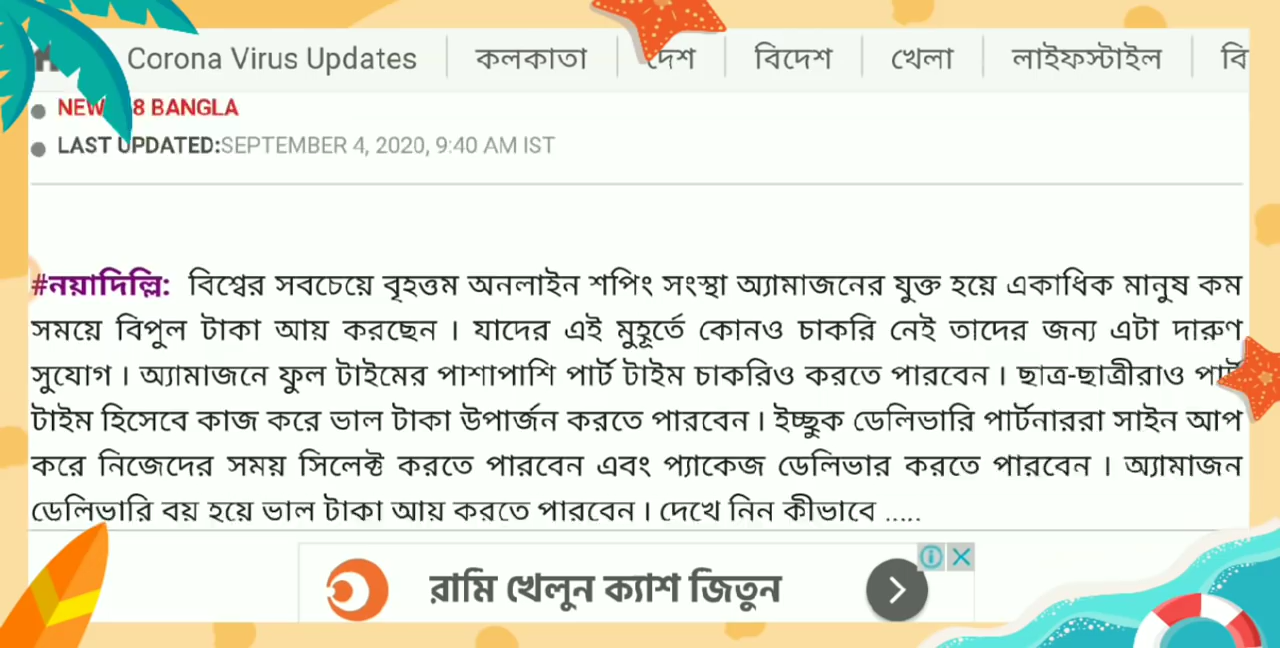 Corona Virus Updates কলকাতা দেশ বিদেশ খেলা লাইফস্টাইল বি
NEW 8 BANGLA
LAST UPDATED:SEPTEMBER 4, 2020, 9:40 AM IST
#নয়াদিল্লি: বিশ্বের সবচেয়ে বৃহত্তম অনলাইন শপিং সংস্থা অ্যামাজনের যুক্ত হয়ে একাধিক মানুষ কম
সময়ে বিপুল টাকা আয় করছেন । যাদের এই মুহূর্তে কোনও চাকরি নেই তাদের জন্য এটা দারুণ
সুযোগ । অ্যামাজনে ফুল টাইমের পাশাপাশি পার্ট টাইম চাকরিও করতে পারবেন । ছাত্র-ছাত্রীরাও পার্ট
টাইম হিসেবে কাজ করে ভাল টাকা উপার্জন করতে পারবেন । ইচ্ছুক ডেলিভারি পার্টনাররা সাইন আপ
করে নিজেদের সময় সিলেক্ট করতে পারবেন এবং প্যাকেজ ডেলিভার করতে পারবেন । অ্যামাজন
ডেলিভারি বয় হয়ে ভাল টাকা আয় করতে পারবেন । দেখে নিন কীভাবে .....
রামি খেলুন ক্যাশ জিতুন